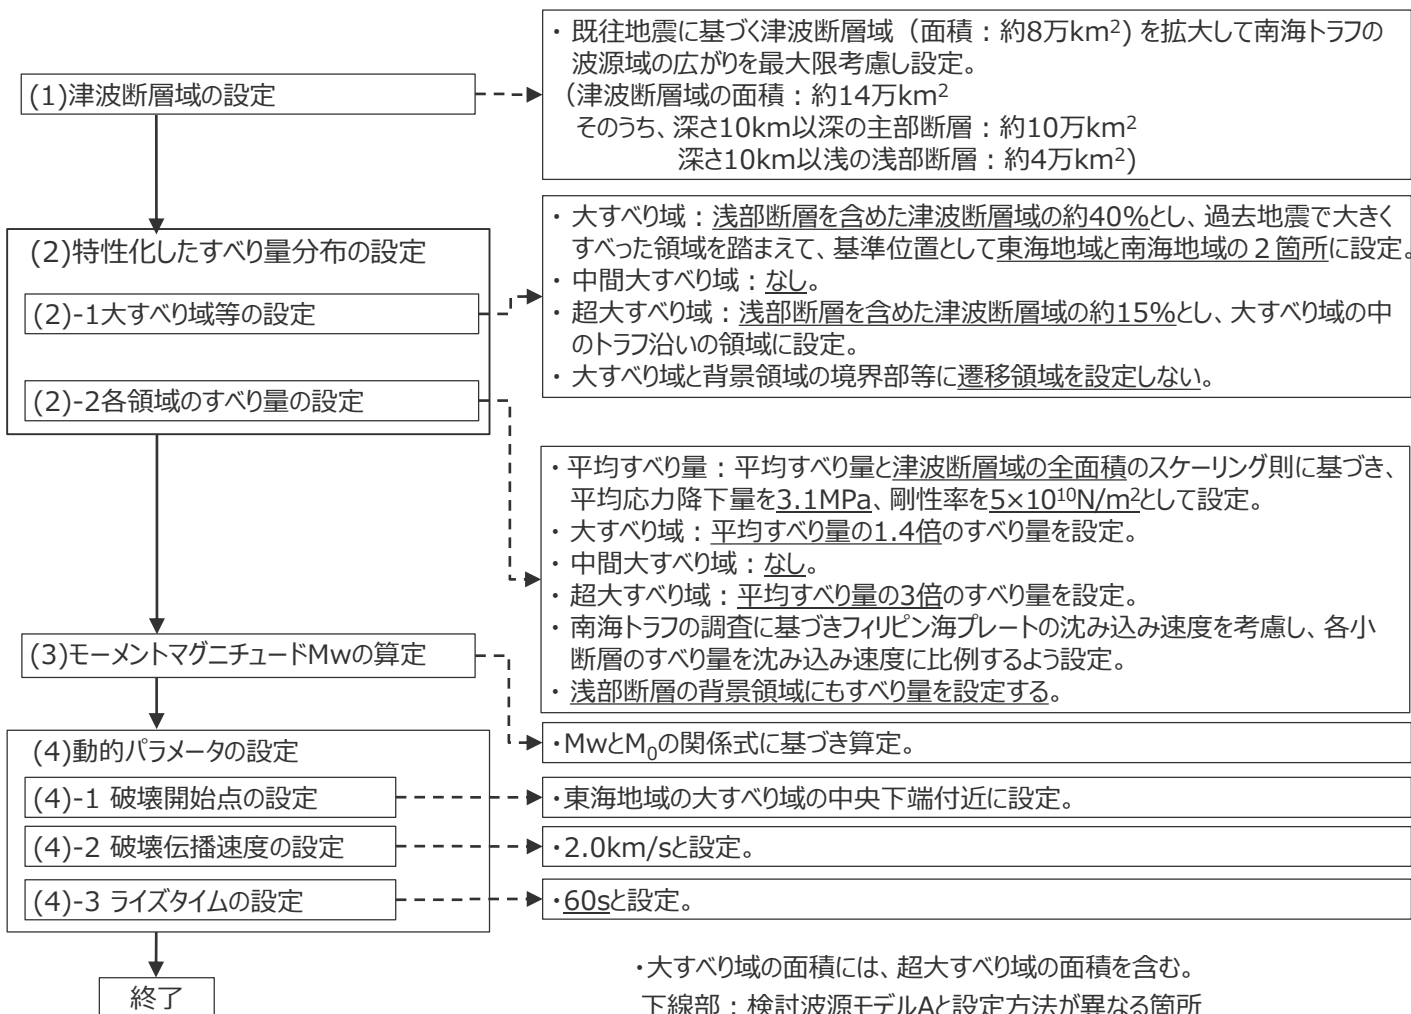 (1)津波断層域の設定
・ 既往地震に基づく津波断層域（面積：約8万km²) を拡大して南海トラフの
波源域の広がりを最大限考慮し設定。
（津波断層域の面積：約14万km²
そのうち、深さ10km以深の主部断層：約10万km²
深さ10km以浅の浅部断層：約4万km²)
(2)特性化したすべり量分布の設定
(2)-1大すべり域等の設定
・ 大すべり域：浅部断層を含めた津波断層域の約40%とし、過去地震で大きく
すべった領域を踏まえて、基準位置として東海地域と南海地域の２箇所に設定。
・ 中間大すべり域：なし。
・ 超大すべり域：浅部断層を含めた津波断層域の約15%とし、大すべり域の中
のトラフ沿いの領域に設定。
・ 大すべり域と背景領域の境界部等に遷移領域を設定しない。
(2)-2各領域のすべり量の設定
・平均すべり量：平均すべり量と津波断層域の全面積のスケーリング則に基づき、
平均応力降下量を3.1MPa、剛性率を5×10¹⁰N/m²として設定。
・ 大すべり域：平均すべり量の1.4倍のすべり量を設定。
・ 中間大すべり域：なし。
・ 超大すべり域：平均すべり量の3倍のすべり量を設定。
・ 南海トラフの調査に基づきフィリピン海プレートの沈み込み速度を考慮し、各小
断層のすべり量を沈み込み速度に比例するよう設定。
・ 浅部断層の背景領域にもすべり量を設定する。
(3)モーメントマグニチュードMwの算定
・MwとM₀の関係式に基づき算定。
(4)動的パラメータの設定
(4)-1 破壊開始点の設定
・東海地域の大すべり域の中央下端付近に設定。
(4)-2 破壊伝播速度の設定
・2.0km/sと設定。
(4)-3 ライズタイムの設定
・60sと設定。
終了
・大すべり域の面積には、超大すべり域の面積を含む。
下線部：検討波源モデルAと設定方法が異なる箇所